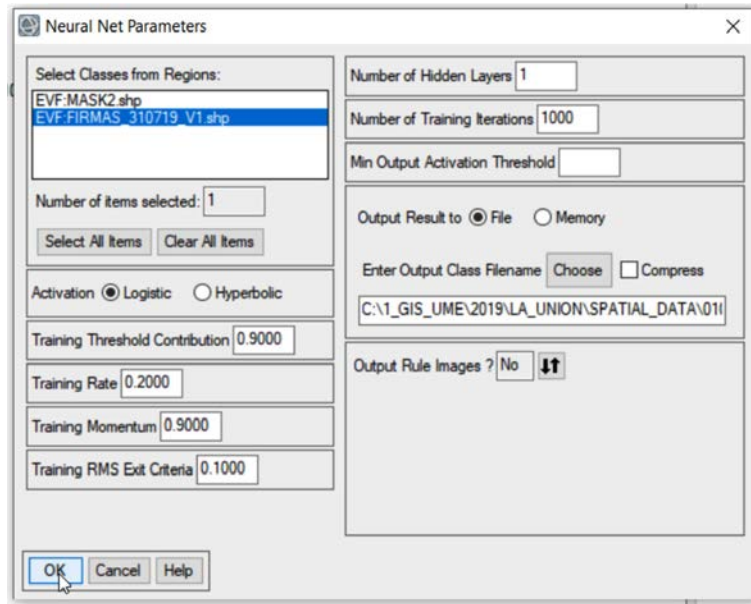 Neural Net Parameters
Select Classes from Regions:
EVF:MASK2.shp
EVF:FIRMAS_310719_V1.shp
Number of items selected: 1
Select All Items Clear All Items
Activation Logistic Hyperbolic
Training Threshold Contribution 0.9000
Training Rate 0.2000
Training Momentum 0.9000
Training RMS Exit Criteria 0.1000
Number of Hidden Layers 1
Number of Training Iterations 1000
Min Output Activation Threshold
Output Result to File Memory
Enter Output Class Filename Choose Compress
C:\1_GIS_UME\2019\LA_UNION\SPATIAL_DATA\01
Output Rule Images ? No
OK Cancel Help